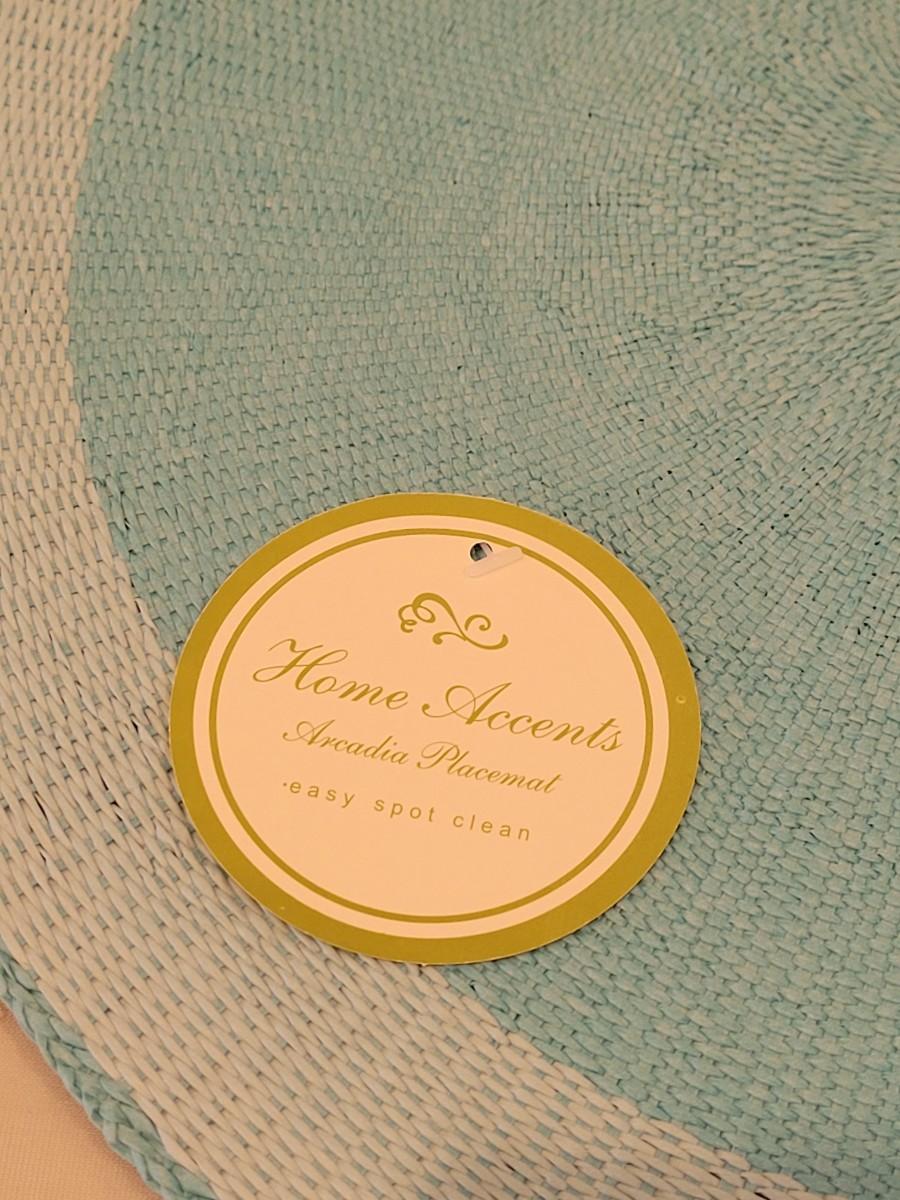 Home Accents
Arcadia Placemat
·easy spot clean